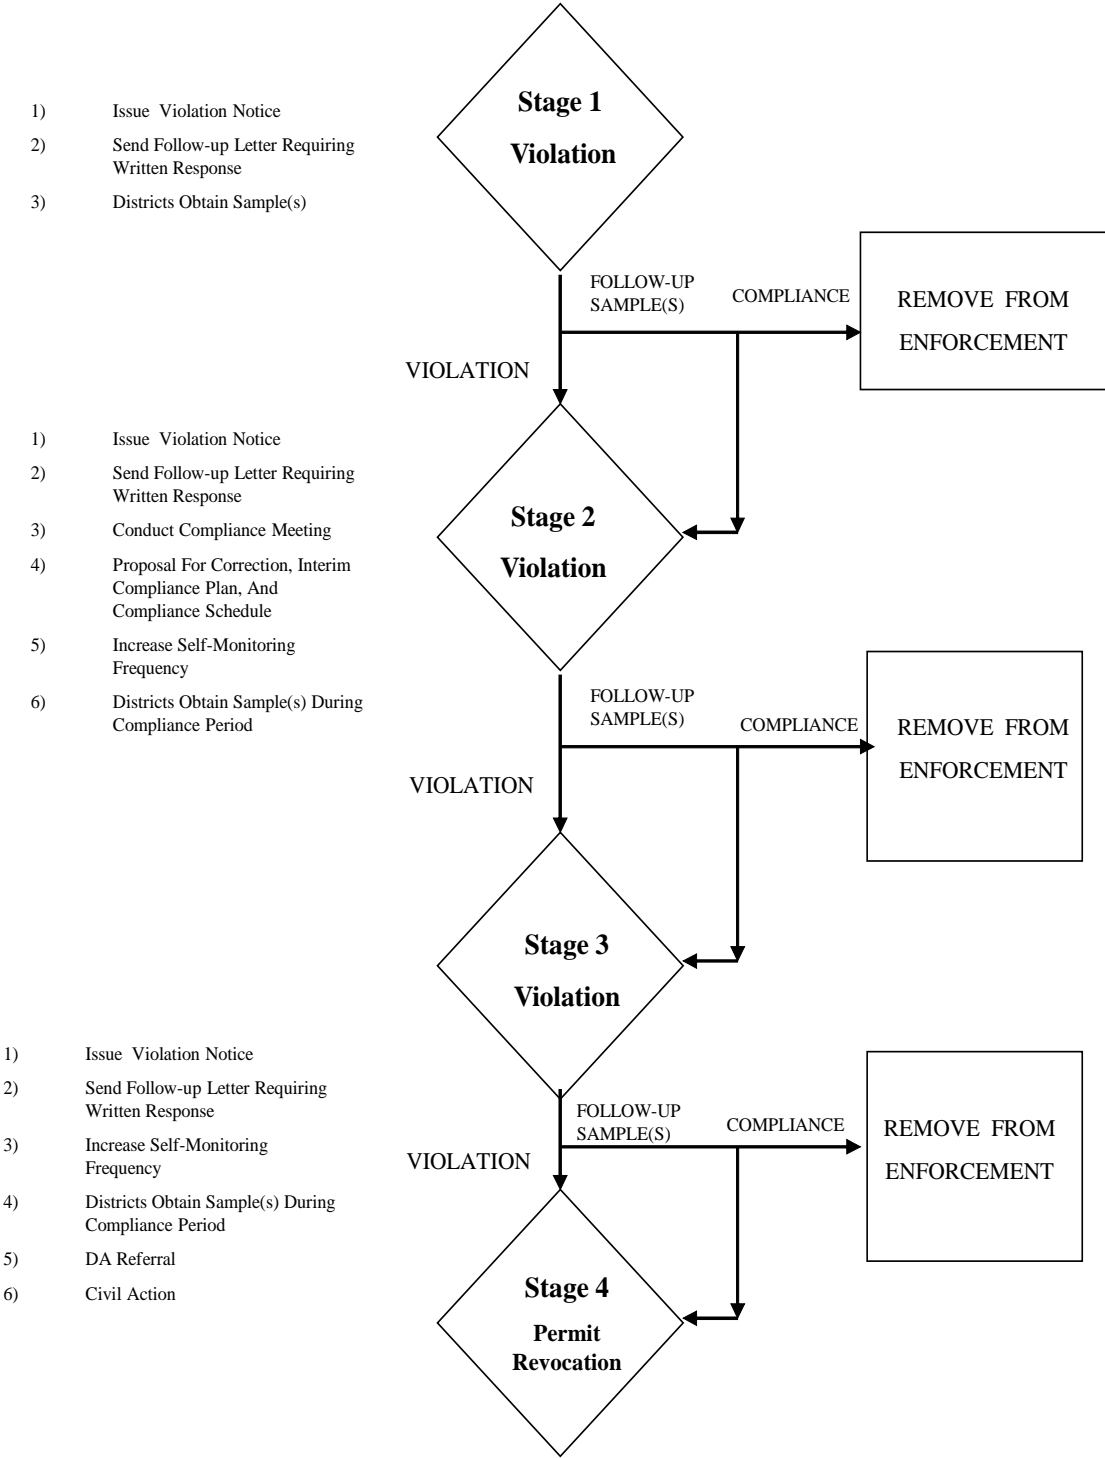 Stage 1
Violation
1) Issue Violation Notice
2) Send Follow-up Letter Requiring
Written Response
3) Districts Obtain Sample(s)
FOLLOW-UP
SAMPLE(S)
COMPLIANCE
REMOVE FROM
ENFORCEMENT
VIOLATION
1) Issue Violation Notice
2) Send Follow-up Letter Requiring
Written Response
3) Conduct Compliance Meeting
4) Proposal For Correction, Interim
Compliance Plan, And
Compliance Schedule
5) Increase Self-Monitoring
Frequency
6) Districts Obtain Sample(s) During
Compliance Period
Stage 2
Violation
FOLLOW-UP
SAMPLE(S)
COMPLIANCE
REMOVE FROM
ENFORCEMENT
VIOLATION
Stage 3
Violation
1) Issue Violation Notice
2) Send Follow-up Letter Requiring
Written Response
3) Increase Self-Monitoring
Frequency
4) Districts Obtain Sample(s) During
Compliance Period
5) DA Referral
6) Civil Action
FOLLOW-UP
SAMPLE(S)
COMPLIANCE
REMOVE FROM
ENFORCEMENT
VIOLATION
Stage 4
Permit
Revocation